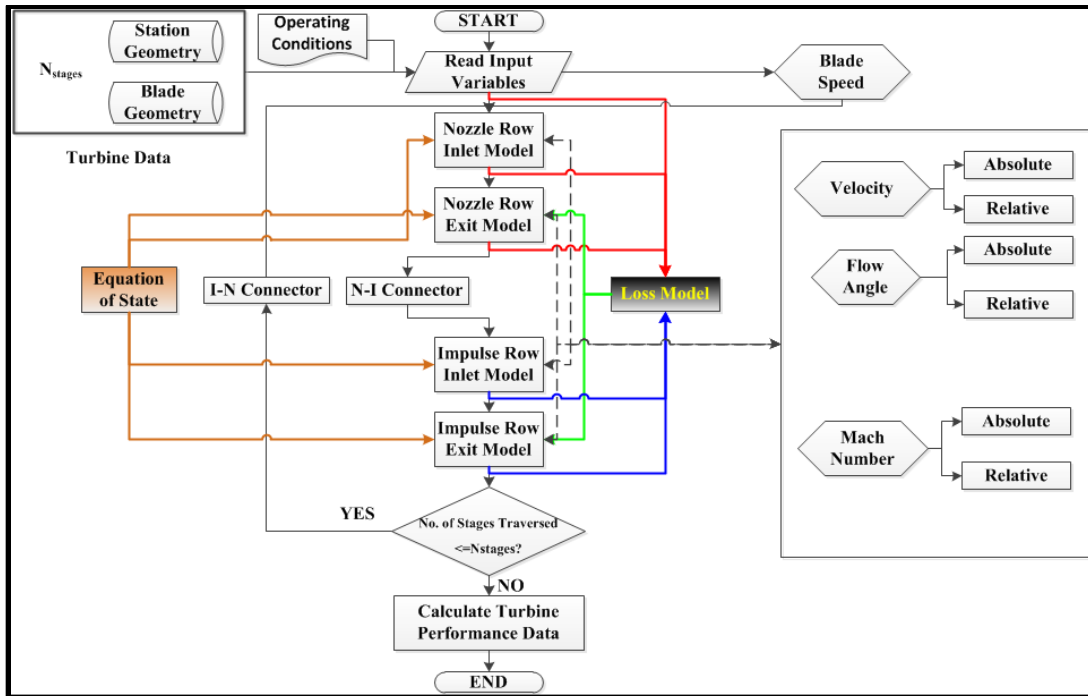 START
Station
Geometry
Operating
Conditions
N_stages
Read Input
Variables
Blade
Speed
Blade
Geometry
Turbine Data
Nozzle Row
Inlet Model
Nozzle Row
Exit Model
Velocity
Absolute
Relative
Flow
Angle
Absolute
Relative
Equation
of State
I-N Connector
N-I Connector
Loss Model
Impulse Row
Inlet Model
Impulse Row
Exit Model
Mach
Number
Absolute
Relative
YES
No. of Stages Traversed
<=Nstages?
NO
Calculate Turbine
Performance Data
END